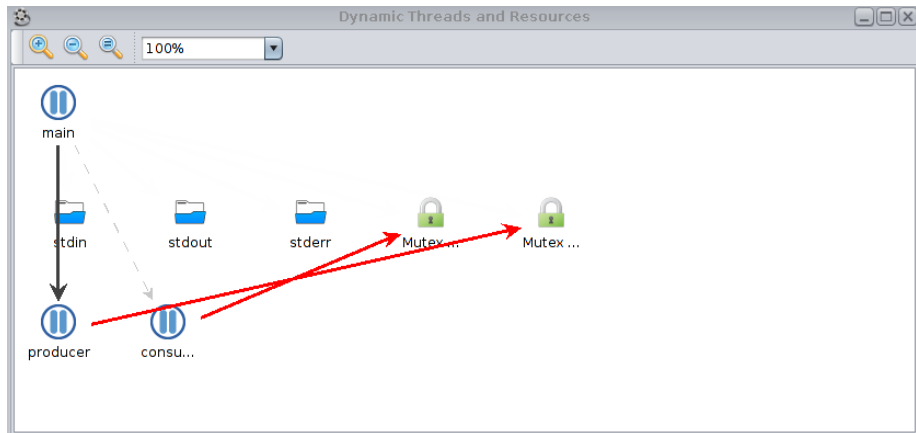 Dynamic Threads and Resources
100%
main
stdin stdout stderr Mutex ... Mutex ...
producer consu...